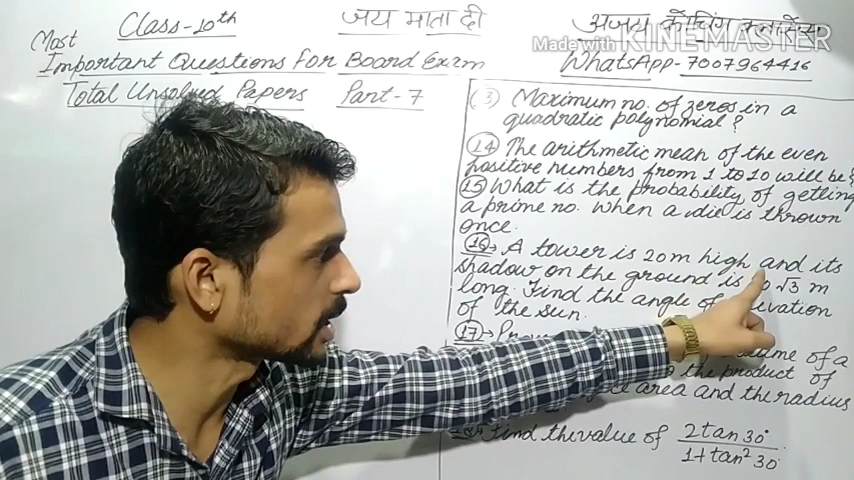 Class-10th
जय माता दी
अजय कोचिंग क्लासेस
Made with KINEMASTER
Most
Important Questions for Board Exam
WhatsApp-7007964416
Total Unsolved Papers Part-7
(3) Maximum no. of zeros in a
quadratic polynomial?
(14) The arithmetic mean of the even
positive numbers from 1 to 10 will be?
(15) What is the probability of getting
a prime no. when a die is thrown
once.
(16) A tower is 20m high and its
shadow on the ground is √3 m
long. Find the angle of
of the sun.
(17) of a
the product of
area and the radius
Find the value of 2tan30°
1+tan²30°